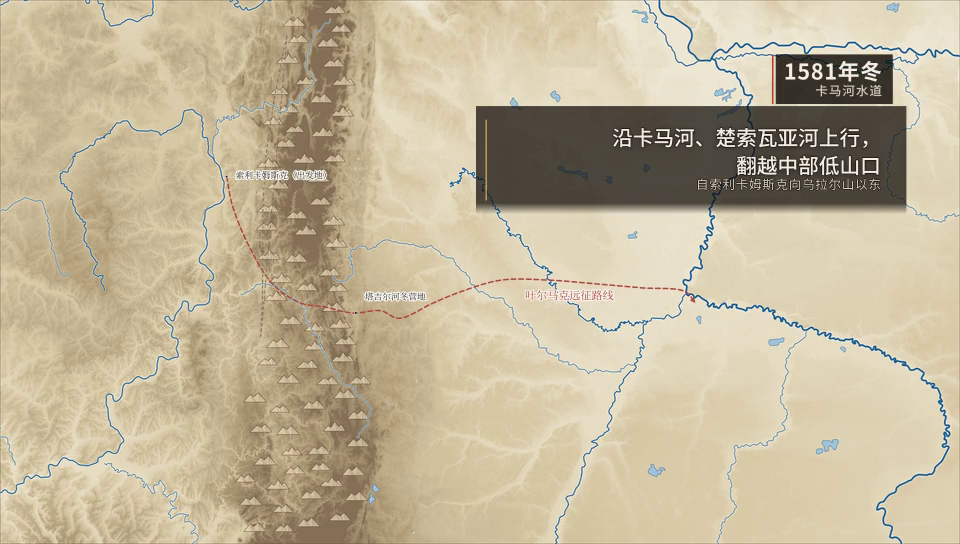 1581年冬
卡马河水道
沿卡马河、楚索瓦亚河上行，
翻越中部低山口
自索利卡姆斯克向乌拉尔山以东
索利卡姆斯克（出发地）
塔吉尔河冬营地
叶尔马克远征路线